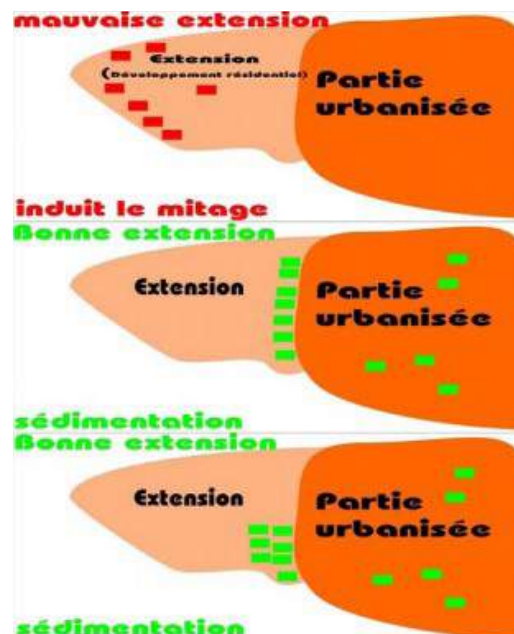 mauvaise extension
Extension
(Développement résidentiel)
Partie
urbanisée
induit le mitage
Bonne extension
Extension
Partie
urbanisée
sédimentation
Bonne extension
Extension
Partie
urbanisée
sédimentation